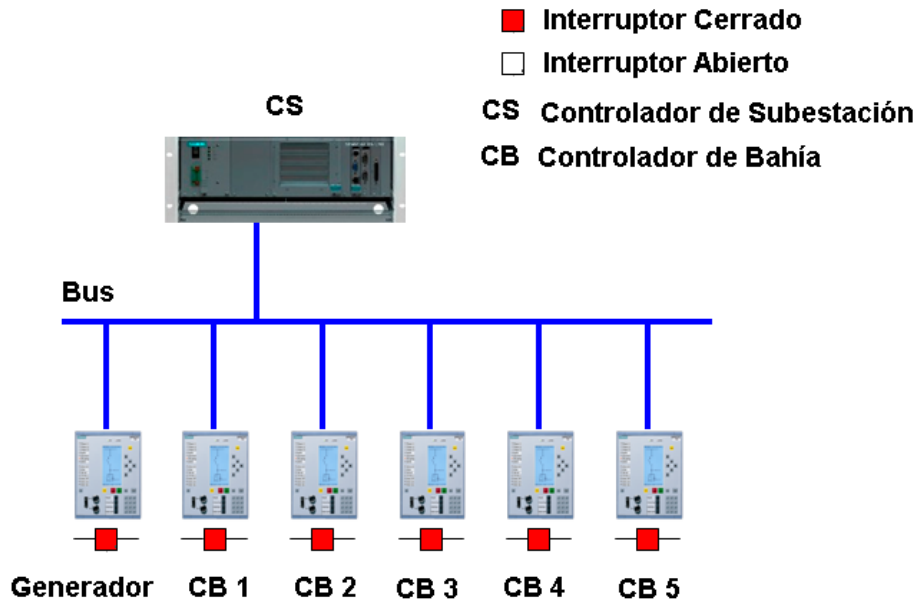 Interruptor Cerrado
Interruptor Abierto
CS Controlador de Subestación
CB Controlador de Bahía
CS
Bus
Generador CB 1 CB 2 CB 3 CB 4 CB 5